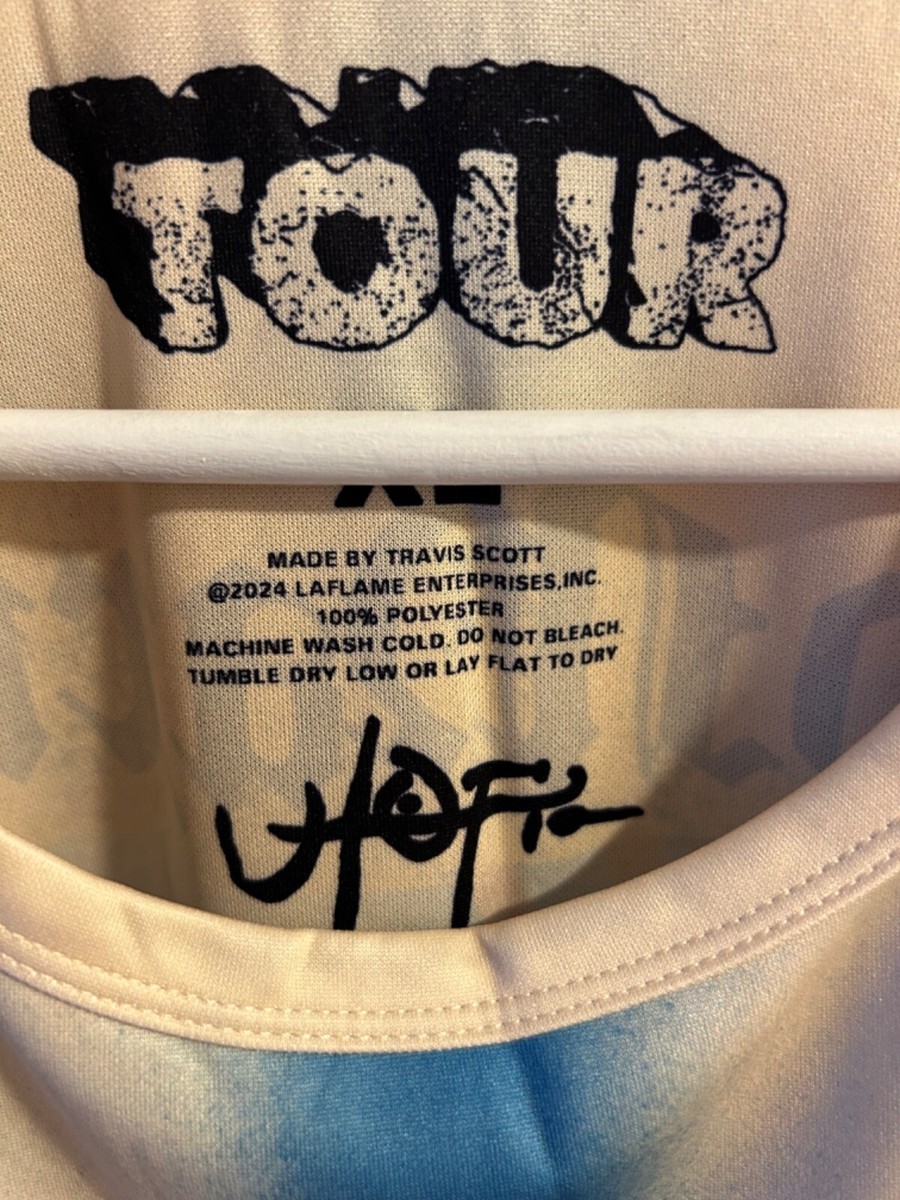 TOUR
XL
MADE BY TRAVIS SCOTT
@2024 LAFLAME ENTERPRISES,INC.
100% POLYESTER
MACHINE WASH COLD. DO NOT BLEACH.
TUMBLE DRY LOW OR LAY FLAT TO DRY